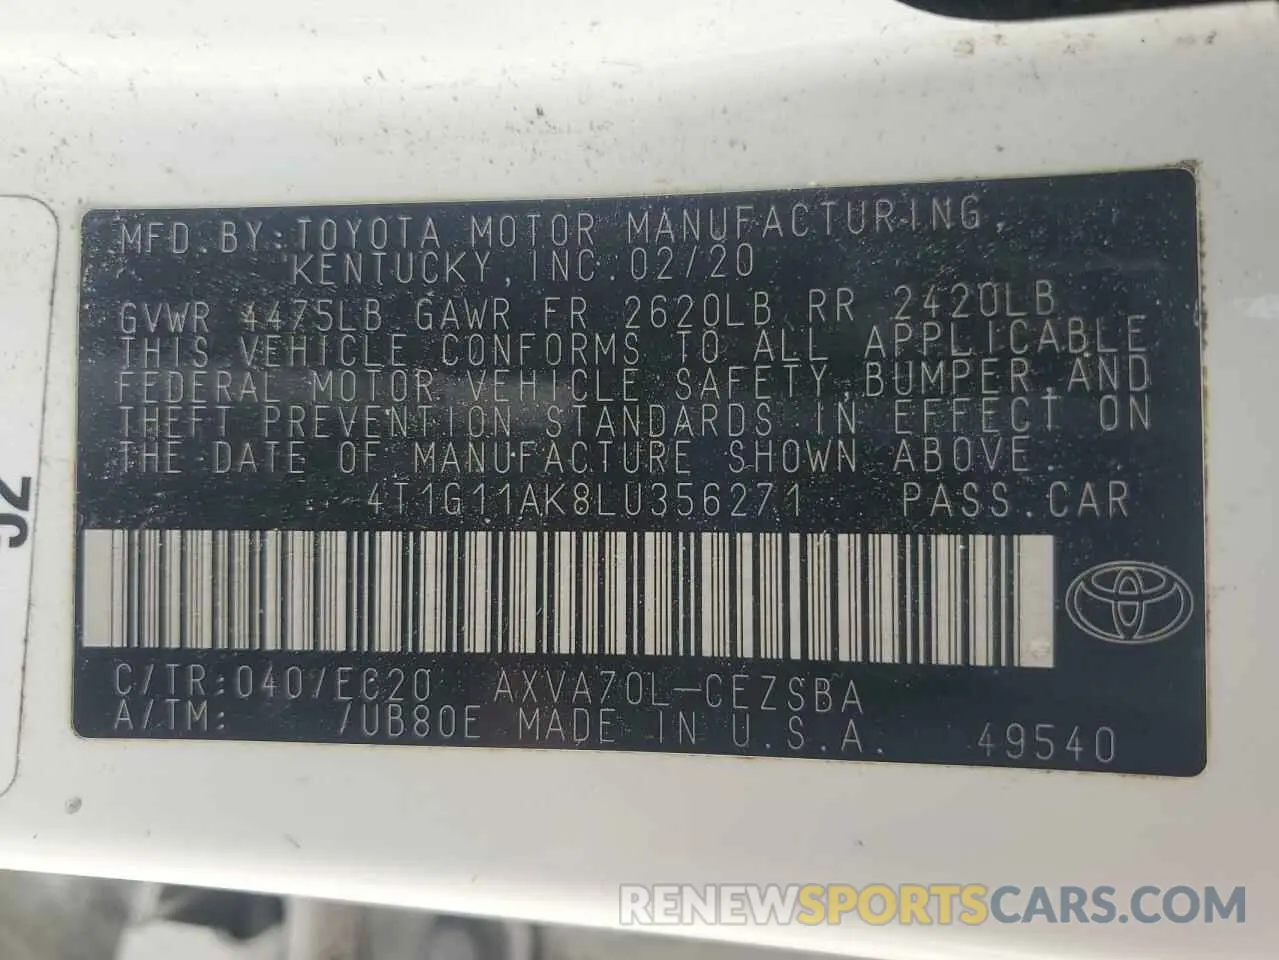 MFD. BY: TOYOTA MOTOR MANUFACTURING,
KENTUCKY, INC. 02/20
GVWR 4475LB GAWR FR 2620LB RR 2420LB
THIS VEHICLE CONFORMS TO ALL APPLICABLE
FEDERAL MOTOR VEHICLE SAFETY, BUMPER, AND
THEFT PREVENTION STANDARDS IN EFFECT ON
THE DATE OF MANUFACTURE SHOWN ABOVE.
4T1G11AK8LU356271 PASS. CAR
C/TR: 040/EC20 AXVA70L-CEZSBA
A/TM: /UB80E MADE IN U.S.A. 49540
RENEWSPORTSCARS.COM